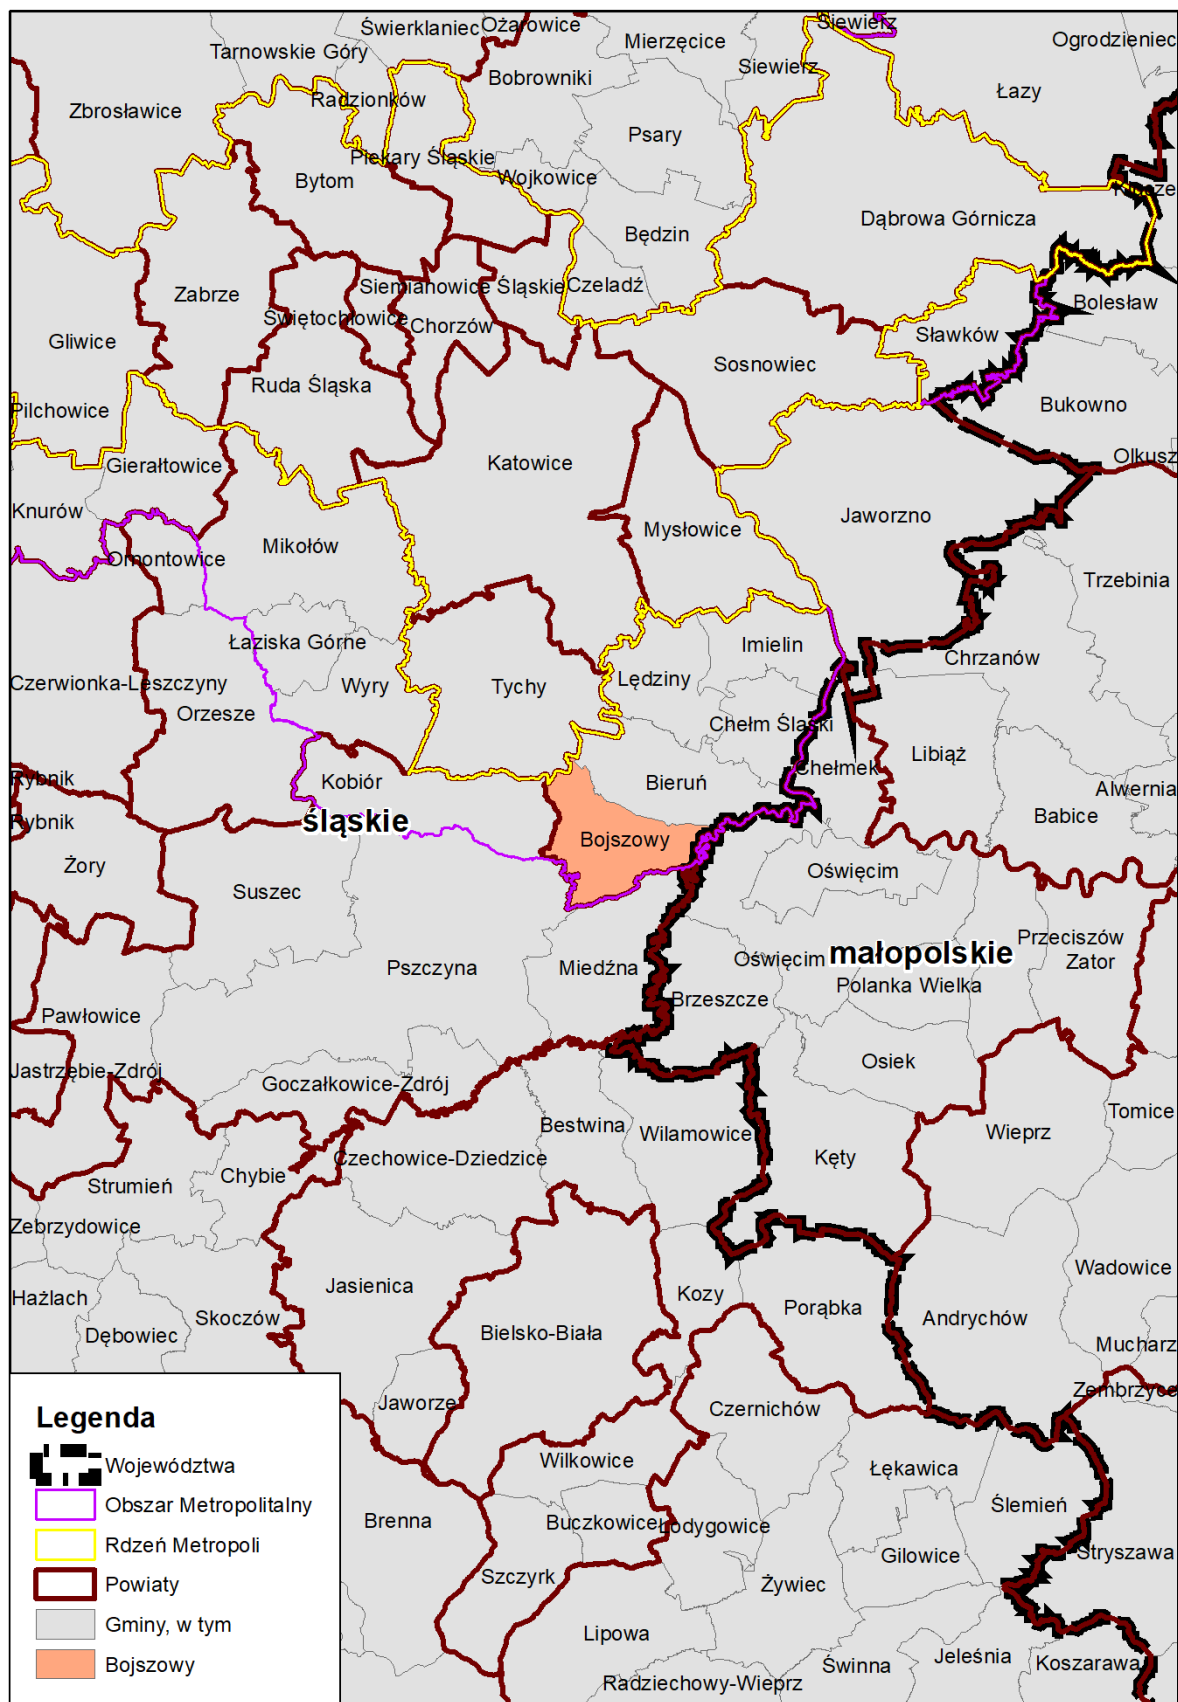 Świerklaniec
Ożarowice
Siewierz
Mierzęcice
Ogrodzieniec
Tarnowskie Góry
Siewierz
Bobrowniki
Łazy
Radzionków
Zbrosławice
Psary
Piekary Śląskie
Wojkowice
Bytom
Klucze
Dąbrowa Górnicza
Będzin
Zabrze
Siemianowice Śląskie
Czeladź
Bolesław
Świętochłowice
Chorzów
Sławków
Gliwice
Sosnowiec
Ruda Śląska
Bukowno
Pilchowice
Olkusz
Gierałtowice
Katowice
Knurów
Jaworzno
Mysłowice
Mikołów
Ornontowice
Trzebinia
Łaziska Górne
Imielin
Chrzanów
Czerwionka-Leszczyny
Wyry
Tychy
Lędziny
Orzesze
Chełm Śląski
Libiąż
Rybnik
Kobiór
Bieruń
Chełmek
Alwernia
Babice
Rybnik
śląskie
Bojszowy
Żory
Oświęcim
Suszec
Przeciszów
Pszczyna
Miedźna
Oświęcim
małopolskie
Zator
Polanka Wielka
Brzeszcze
Pawłowice
Osiek
Jastrzębie-Zdrój
Goczałkowice-Zdrój
Tomice
Bestwina
Wilamowice
Wieprz
Czechowice-Dziedzice
Kęty
Chybie
Strumień
Zebrzydowice
Wadowice
Jasienica
Kozy
Hażlach
Porąbka
Skoczów
Andrychów
Dębowiec
Bielsko-Biała
Mucharz
Zembrzyce
Jaworze
Czernichów
Wilkowice
Łękawica
Ślemień
Brenna
Buczkowice
Łodygowice
Gilowice
Stryszawa
Szczyrk
Żywiec
Lipowa
Jeleśnia
Świnna
Koszarawa
Radziechowy-Wieprz
Legenda
Województwa
Obszar Metropolitalny
Rdzeń Metropoli
Powiaty
Gminy, w tym
Bojszowy